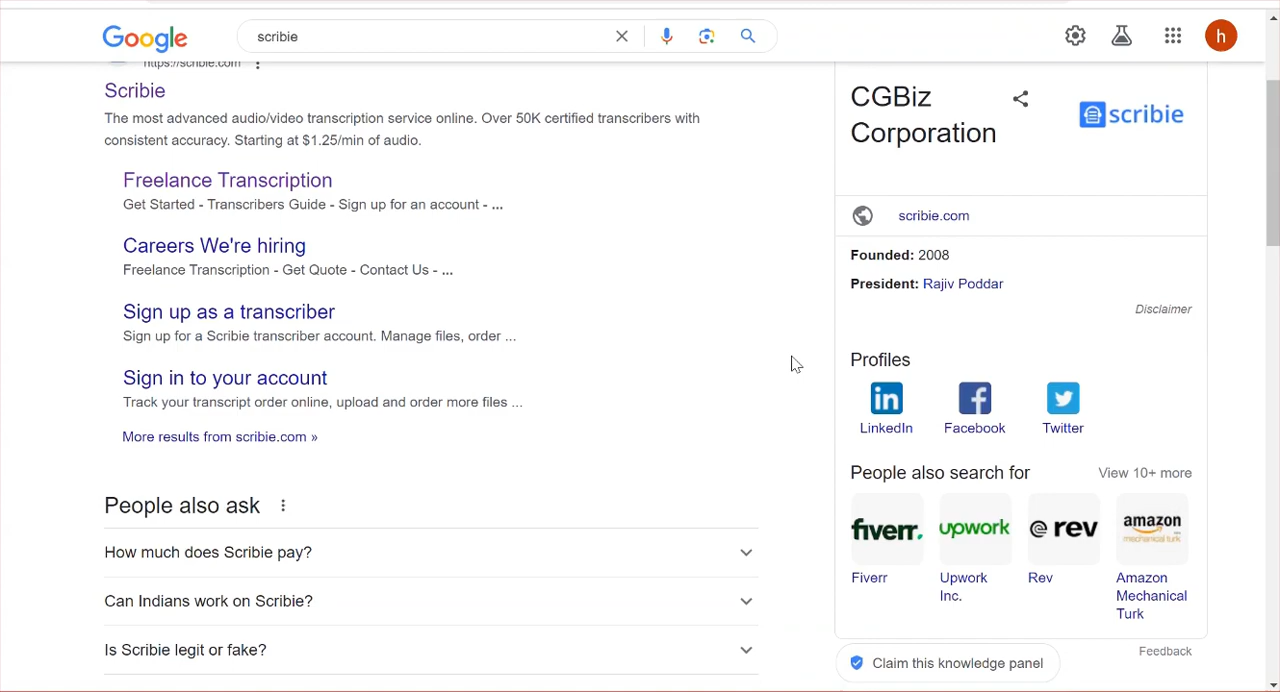 Google
scribie
h
https://scribie.com
Scribie
The most advanced audio/video transcription service online. Over 50K certified transcribers with
consistent accuracy. Starting at $1.25/min of audio.
Freelance Transcription
Get Started - Transcribers Guide - Sign up for an account - ...
Careers We're hiring
Freelance Transcription - Get Quote - Contact Us - ...
Sign up as a transcriber
Sign up for a Scribie transcriber account. Manage files, order ...
Sign in to your account
Track your transcript order online, upload and order more files ...
More results from scribie.com »
People also ask
How much does Scribie pay?
Can Indians work on Scribie?
Is Scribie legit or fake?
CGBiz
Corporation
scribie
scribie.com
Founded: 2008
President: Rajiv Poddar
Disclaimer
Profiles
in
f
LinkedIn
Facebook
Twitter
People also search for
View 10+ more
fiverr.
upwork
rev
amazon
mechanical turk
Fiverr
Upwork
Inc.
Rev
Amazon
Mechanical
Turk
Feedback
Claim this knowledge panel